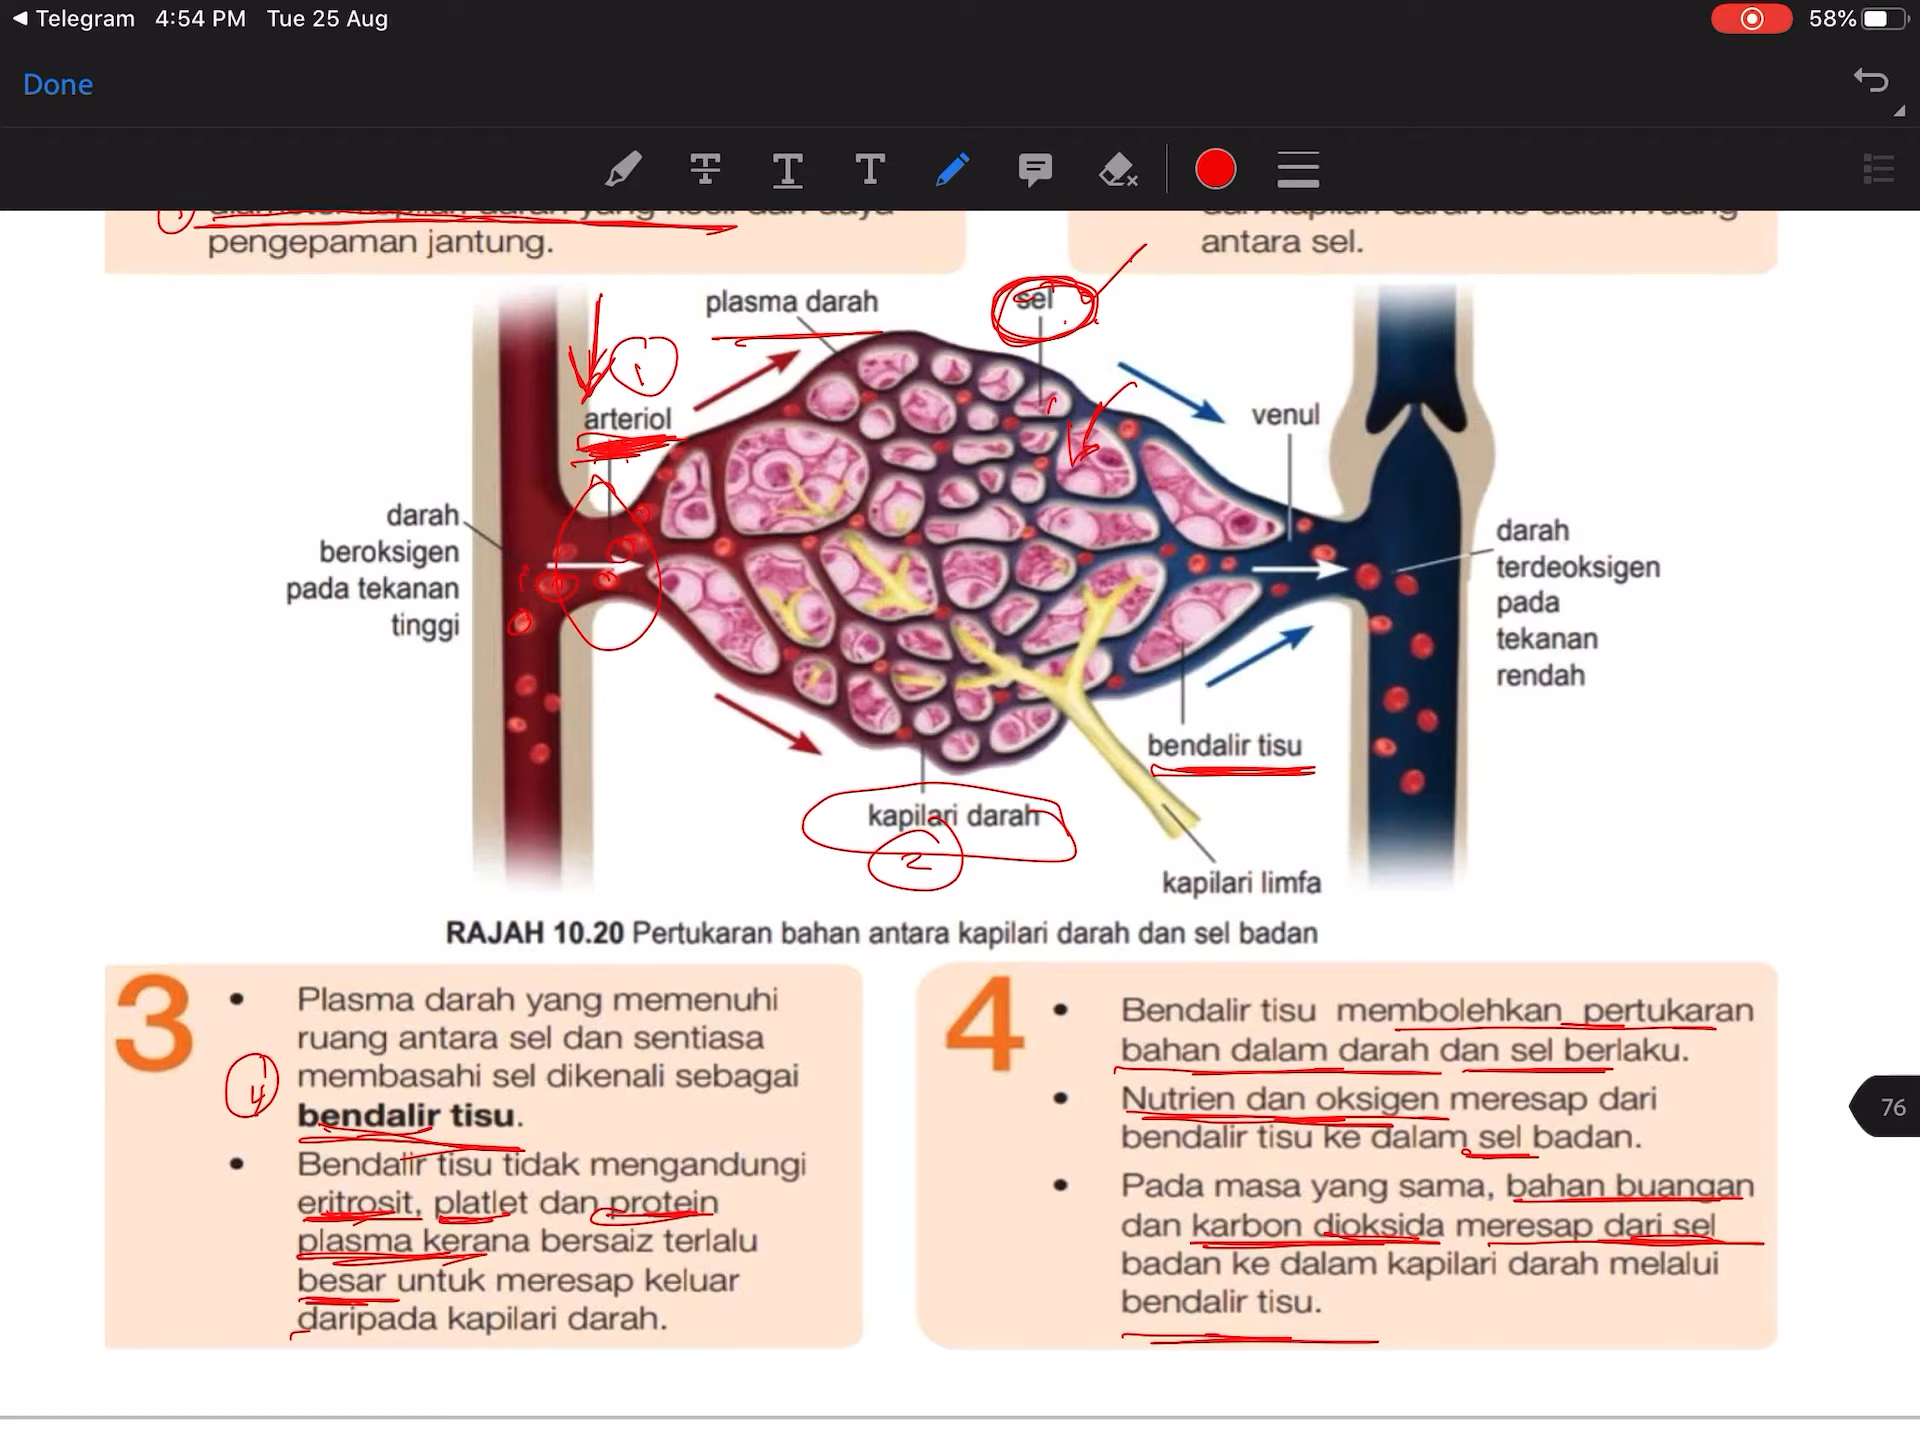 Telegram 4:54 PM Tue 25 Aug
58%
Done
pengepaman jantung.
antara sel.
plasma darah
sel
1
arteriol
venul
darah
beroksigen
pada tekanan
tinggi
darah
terdeoksigen
pada
tekanan
rendah
bendalir tisu
kapilari darah
2
kapilari limfa
RAJAH 10.20 Pertukaran bahan antara kapilari darah dan sel badan
3
• Plasma darah yang memenuhi
ruang antara sel dan sentiasa
membasahi sel dikenali sebagai
4
bendalir tisu.
• Bendalir tisu tidak mengandungi
eritrosit, platlet dan protein
plasma kerana bersaiz terlalu
besar untuk meresap keluar
daripada kapilari darah.
4
• Bendalir tisu membolehkan pertukaran
bahan dalam darah dan sel berlaku.
• Nutrien dan oksigen meresap dari
bendalir tisu ke dalam sel badan.
• Pada masa yang sama, bahan buangan
dan karbon dioksida meresap dari sel
badan ke dalam kapilari darah melalui
bendalir tisu.
76